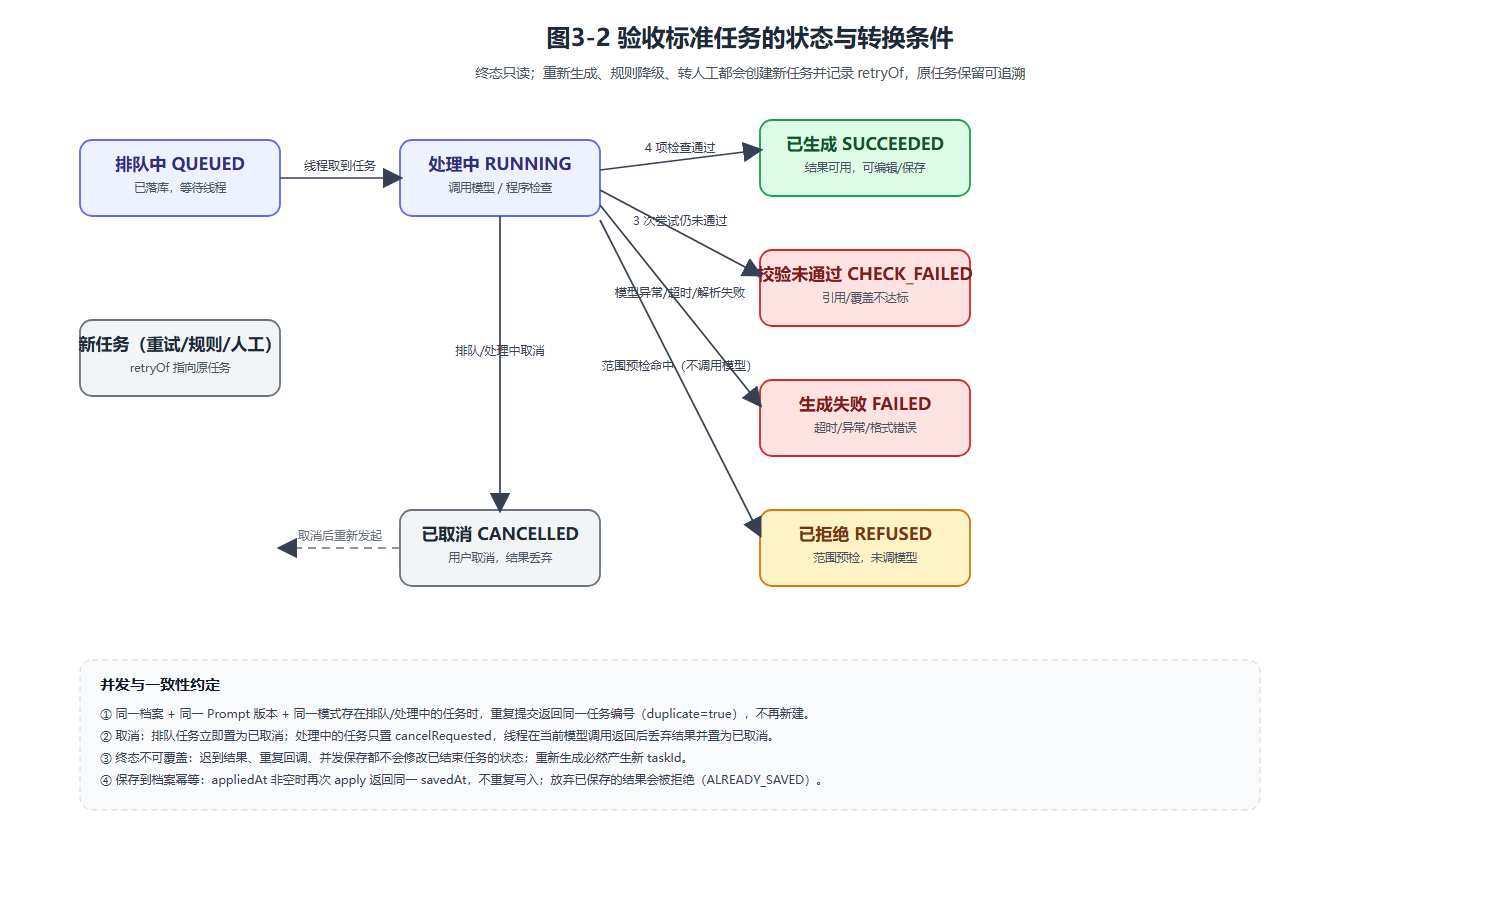 图3-2 验收标准任务的状态与转换条件
终态只读；重新生成、规则降级、转人工都会创建新任务并记录 retryOf，原任务保留可追溯
排队中 QUEUED
已落库，等待线程
线程取到任务
处理中 RUNNING
调用模型 / 程序检查
4 项检查通过
已生成 SUCCEEDED
结果可用，可编辑/保存
3 次尝试仍未通过
校验未通过 CHECK_FAILED
引用/覆盖不达标
模型异常/超时/解析失败
新任务（重试/规则/人工）
retryOf 指向原任务
排队/处理中取消
范围预检命中（不调用模型）
生成失败 FAILED
超时/异常/格式错误
取消后重新发起
已取消 CANCELLED
用户取消，结果丢弃
已拒绝 REFUSED
范围预检，未调模型
并发与一致性约定
① 同一档案 + 同一 Prompt 版本 + 同一模式存在排队/处理中的任务时，重复提交返回同一任务编号（duplicate=true），不再新建。
② 取消：排队任务立即置为已取消；处理中的任务只置 cancelRequested，线程在当前模型调用返回后丢弃结果并置为已取消。
③ 终态不可覆盖：迟到结果、重复回调、并发保存都不会修改已结束任务的状态；重新生成必然产生新 taskId。
④ 保存到档案幂等：appliedAt 非空时再次 apply 返回同一 savedAt，不重复写入；放弃已保存的结果会被拒绝（ALREADY_SAVED）。